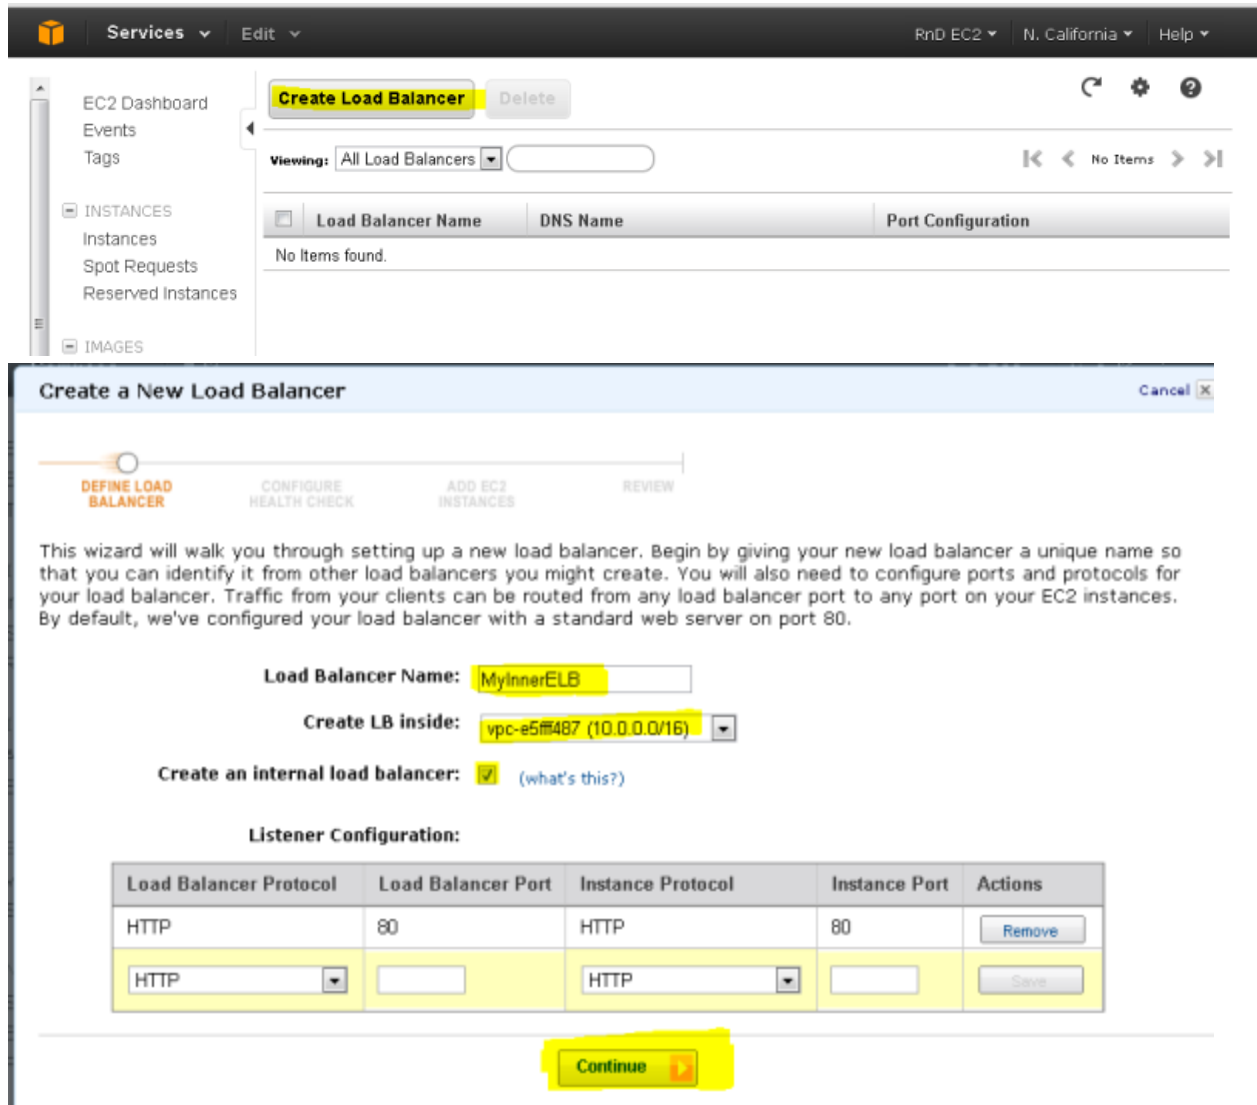 Services Edit RnD EC2 N. California Help
EC2 Dashboard
Events
Tags
INSTANCES
Instances
Spot Requests
Reserved Instances
IMAGES
Create Load Balancer Delete
Viewing: All Load Balancers No Items
Load Balancer Name DNS Name Port Configuration
No Items found.
Create a New Load Balancer Cancel
DEFINE LOAD BALANCER
CONFIGURE HEALTH CHECK
ADD EC2 INSTANCES
REVIEW
This wizard will walk you through setting up a new load balancer. Begin by giving your new load balancer a unique name so
that you can identify it from other load balancers you might create. You will also need to configure ports and protocols for
your load balancer. Traffic from your clients can be routed from any load balancer port to any port on your EC2 instances.
By default, we've configured your load balancer with a standard web server on port 80.
Load Balancer Name: MyInnerELB
Create LB inside: vpc-e5fff487 (10.0.0.0/16)
Create an internal load balancer: (what's this?)
Listener Configuration:
Load Balancer Protocol Load Balancer Port Instance Protocol Instance Port Actions
HTTP 80 HTTP 80 Remove
HTTP HTTP Save
Continue